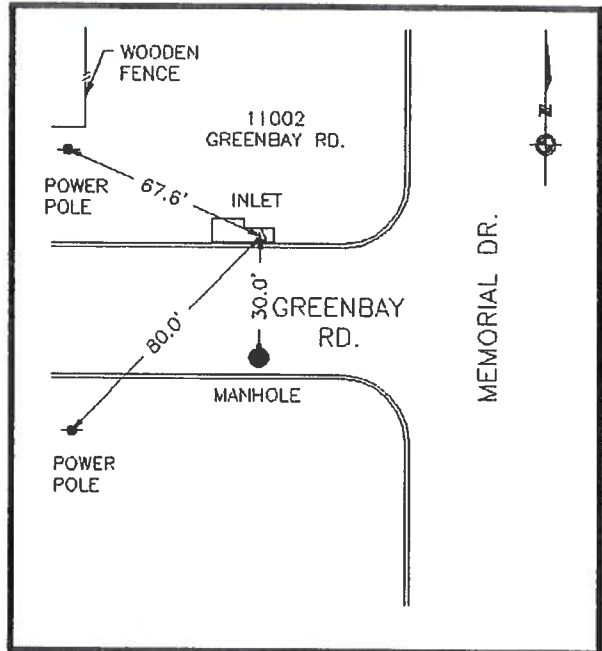 WOODEN
FENCE
11002
GREENBAY RD.
N
POWER
POLE
67.6'
INLET
80.0'
30.0'
GREENBAY
RD.
MEMORIAL DR.
MANHOLE
POWER
POLE